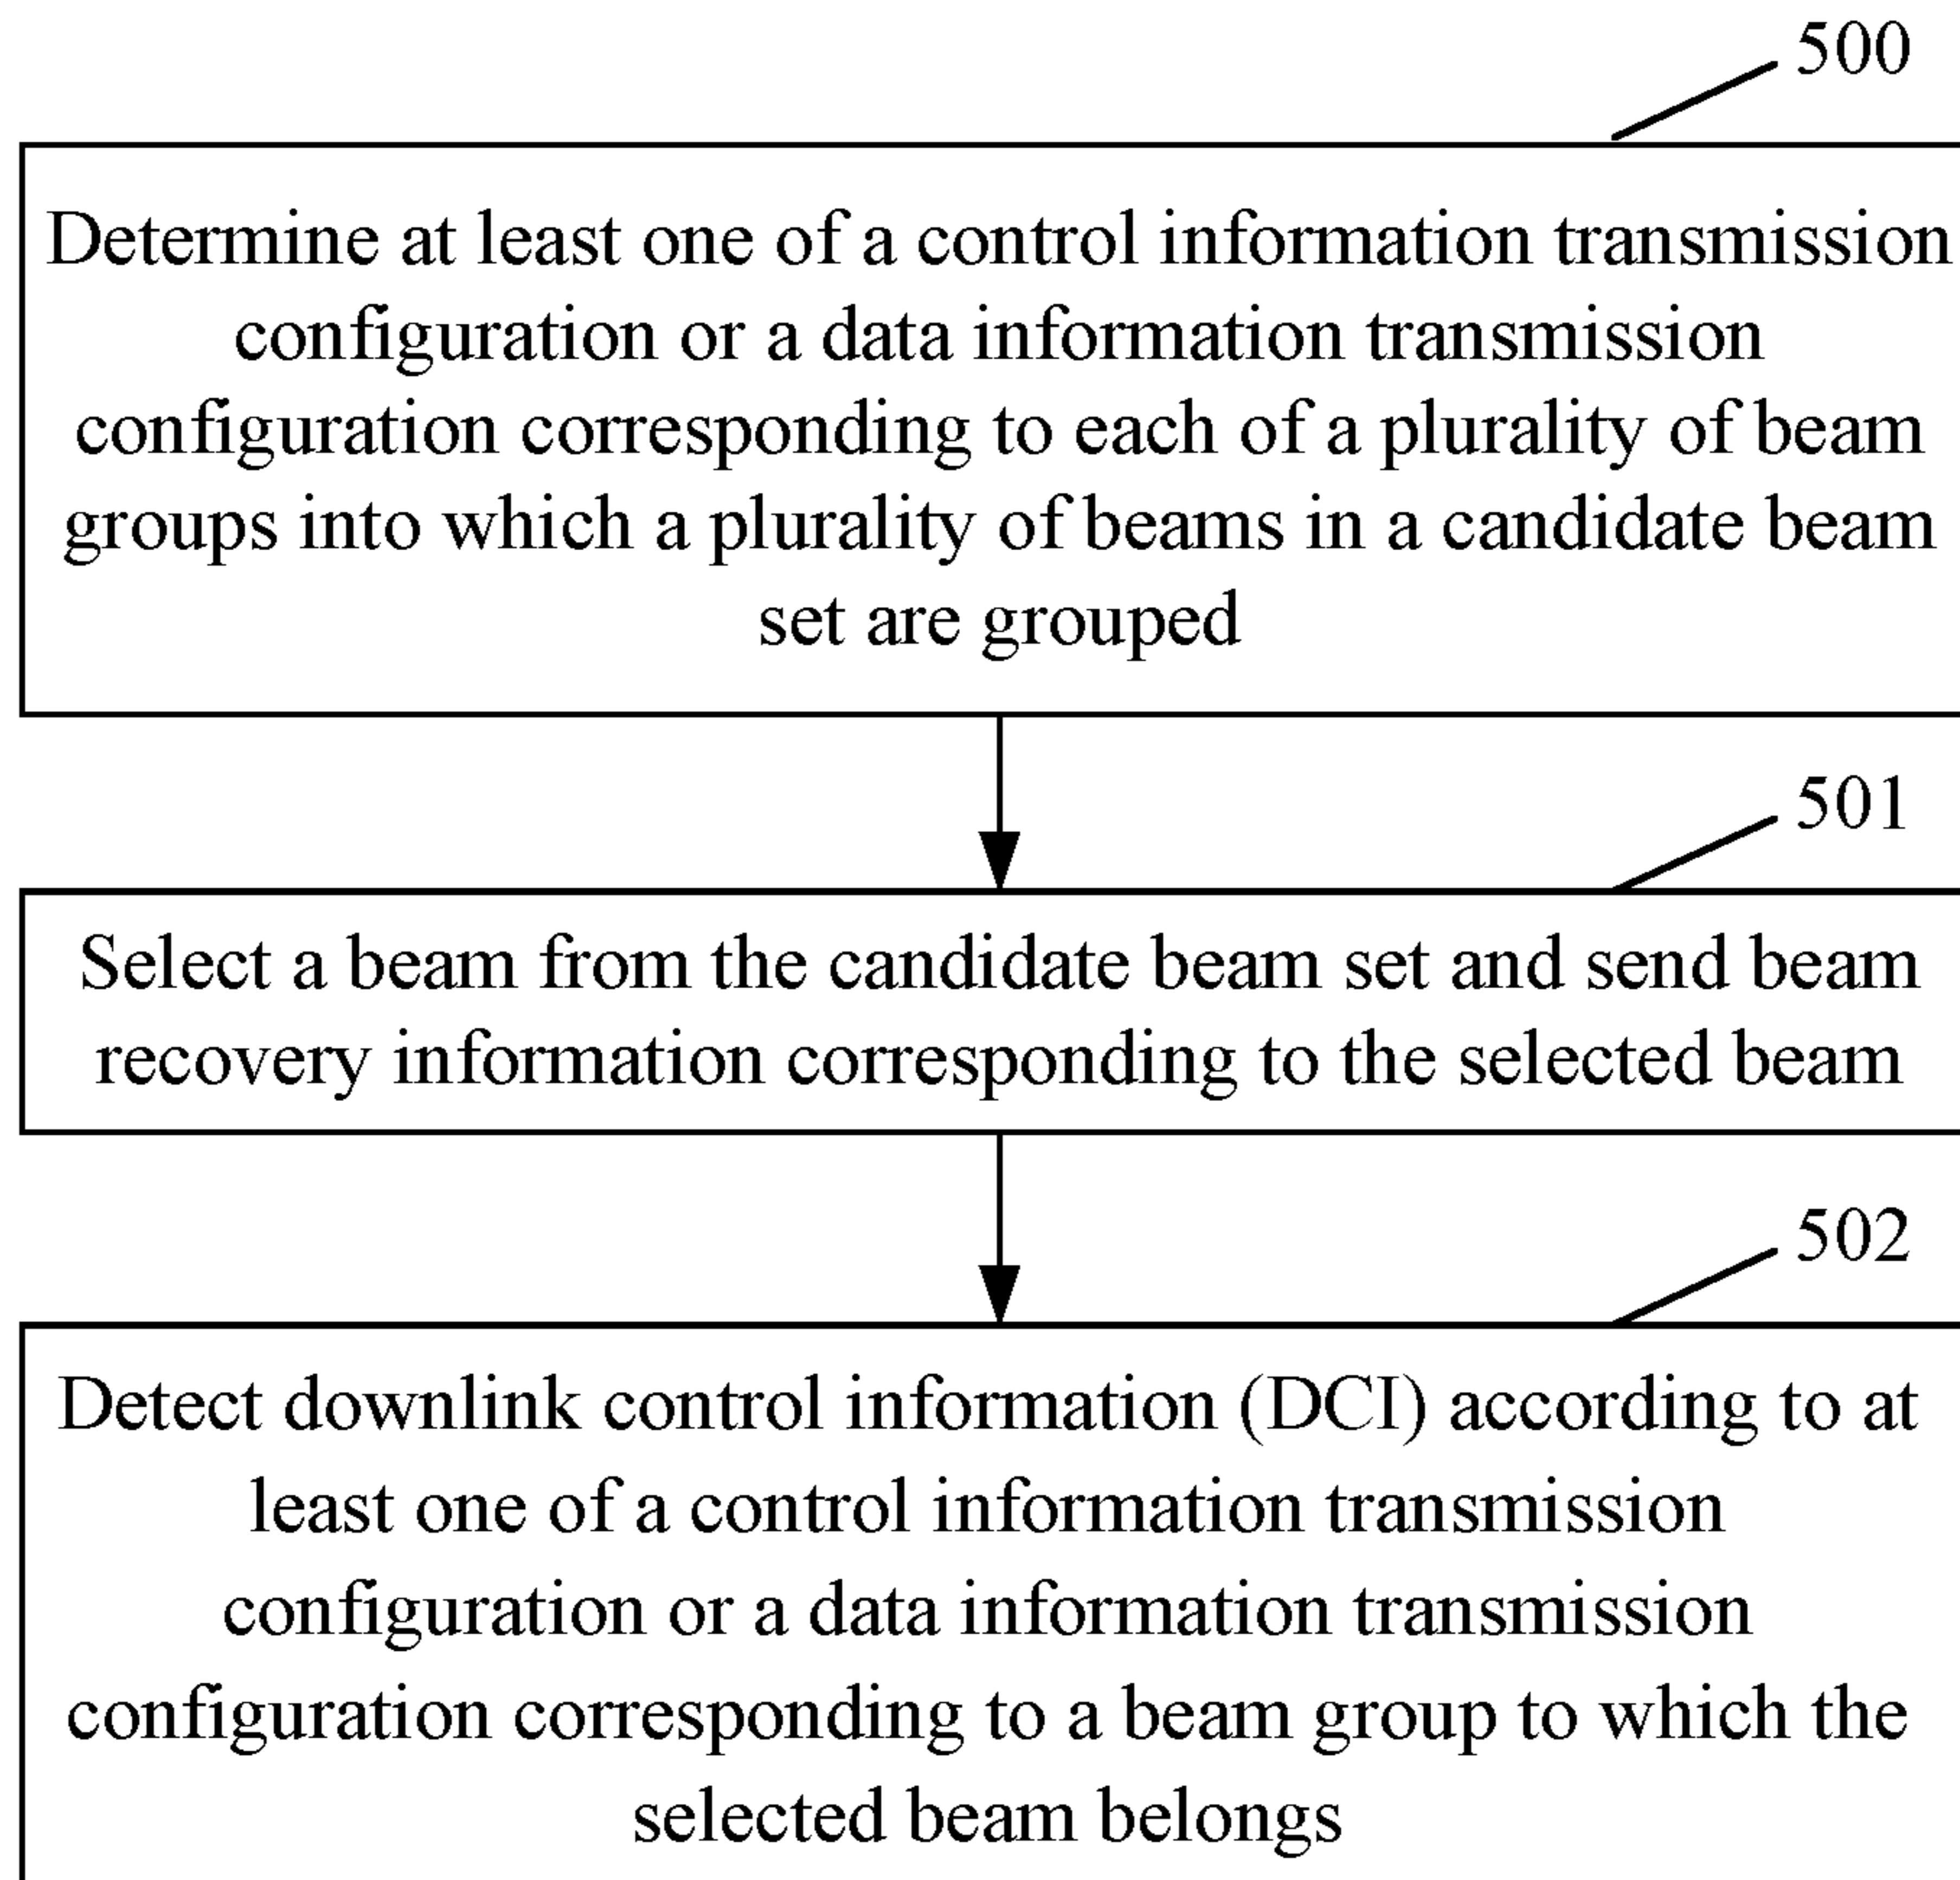 500
Determine at least one of a control information transmission
configuration or a data information transmission
configuration corresponding to each of a plurality of beam
groups into which a plurality of beams in a candidate beam
set are grouped
501
Select a beam from the candidate beam set and send beam
recovery information corresponding to the selected beam
502
Detect downlink control information (DCI) according to at
least one of a control information transmission
configuration or a data information transmission
configuration corresponding to a beam group to which the
selected beam belongs